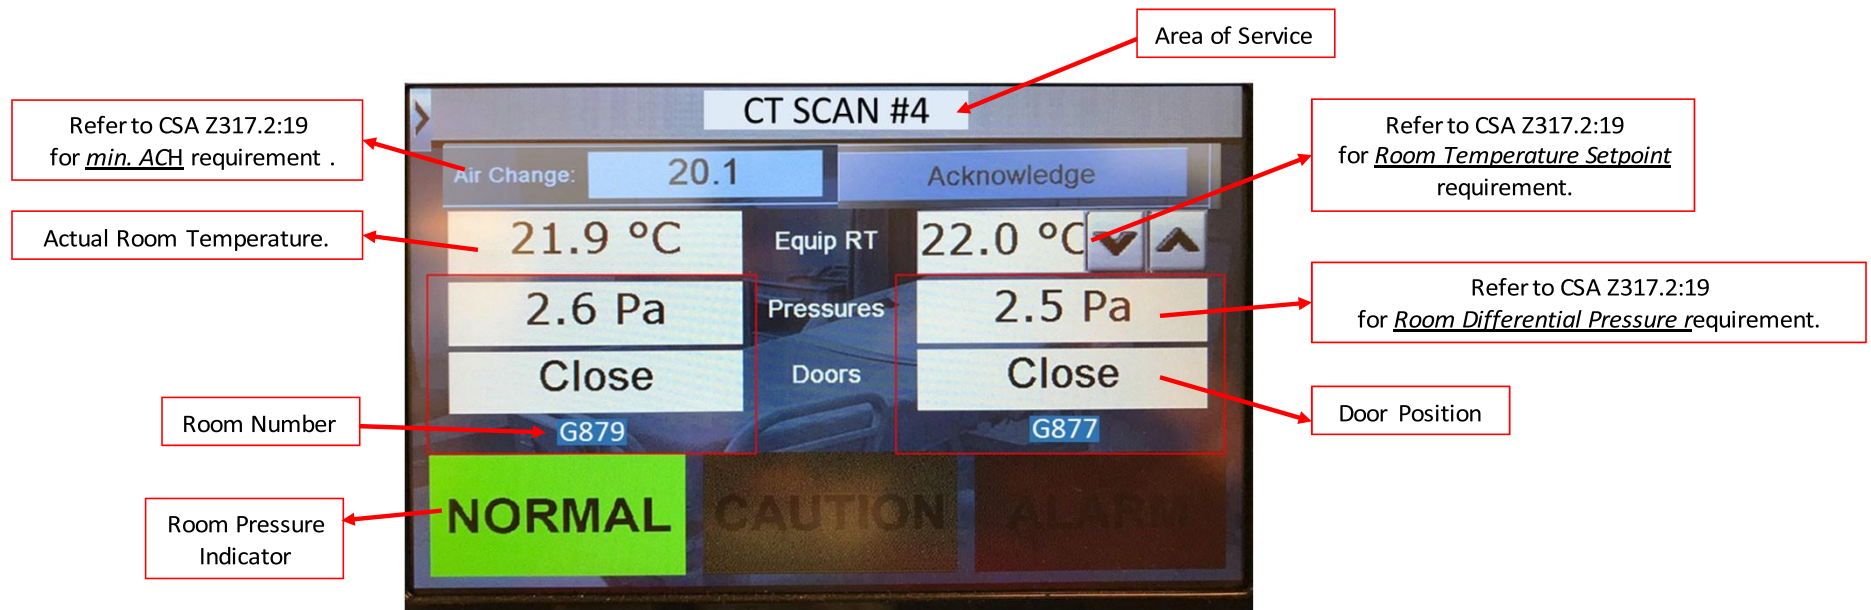 Area of Service
CT SCAN #4
Refer to CSA Z317.2:19
for min. ACH requirement .
Air Change:
20.1
Acknowledge
Refer to CSA Z317.2:19
for Room Temperature Setpoint
requirement.
Actual Room Temperature.
21.9 °C
Equip RT
22.0 °C
2.6 Pa
Pressures
2.5 Pa
Refer to CSA Z317.2:19
for Room Differential Pressure requirement.
Close
Doors
Close
Door Position
Room Number
G879
G877
Room Pressure
Indicator
NORMAL
CAUTION
ALARM